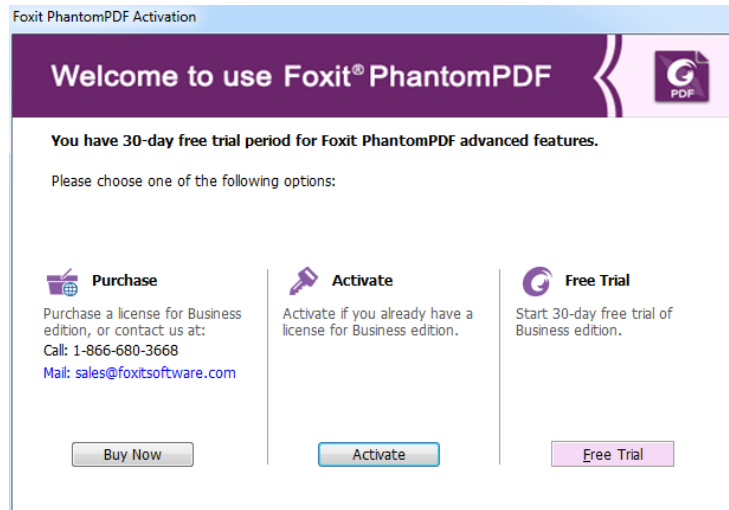 Foxit PhantomPDF Activation
Welcome to use Foxit® PhantomPDF
G
PDF
You have 30-day free trial period for Foxit PhantomPDF advanced features.
Please choose one of the following options:
Purchase
Purchase a license for Business
edition, or contact us at:
Call: 1-866-680-3668
Mail: sales@foxitsoftware.com
Buy Now
Activate
Activate if you already have a
license for Business edition.
Activate
Free Trial
Start 30-day free trial of
Business edition.
Free Trial